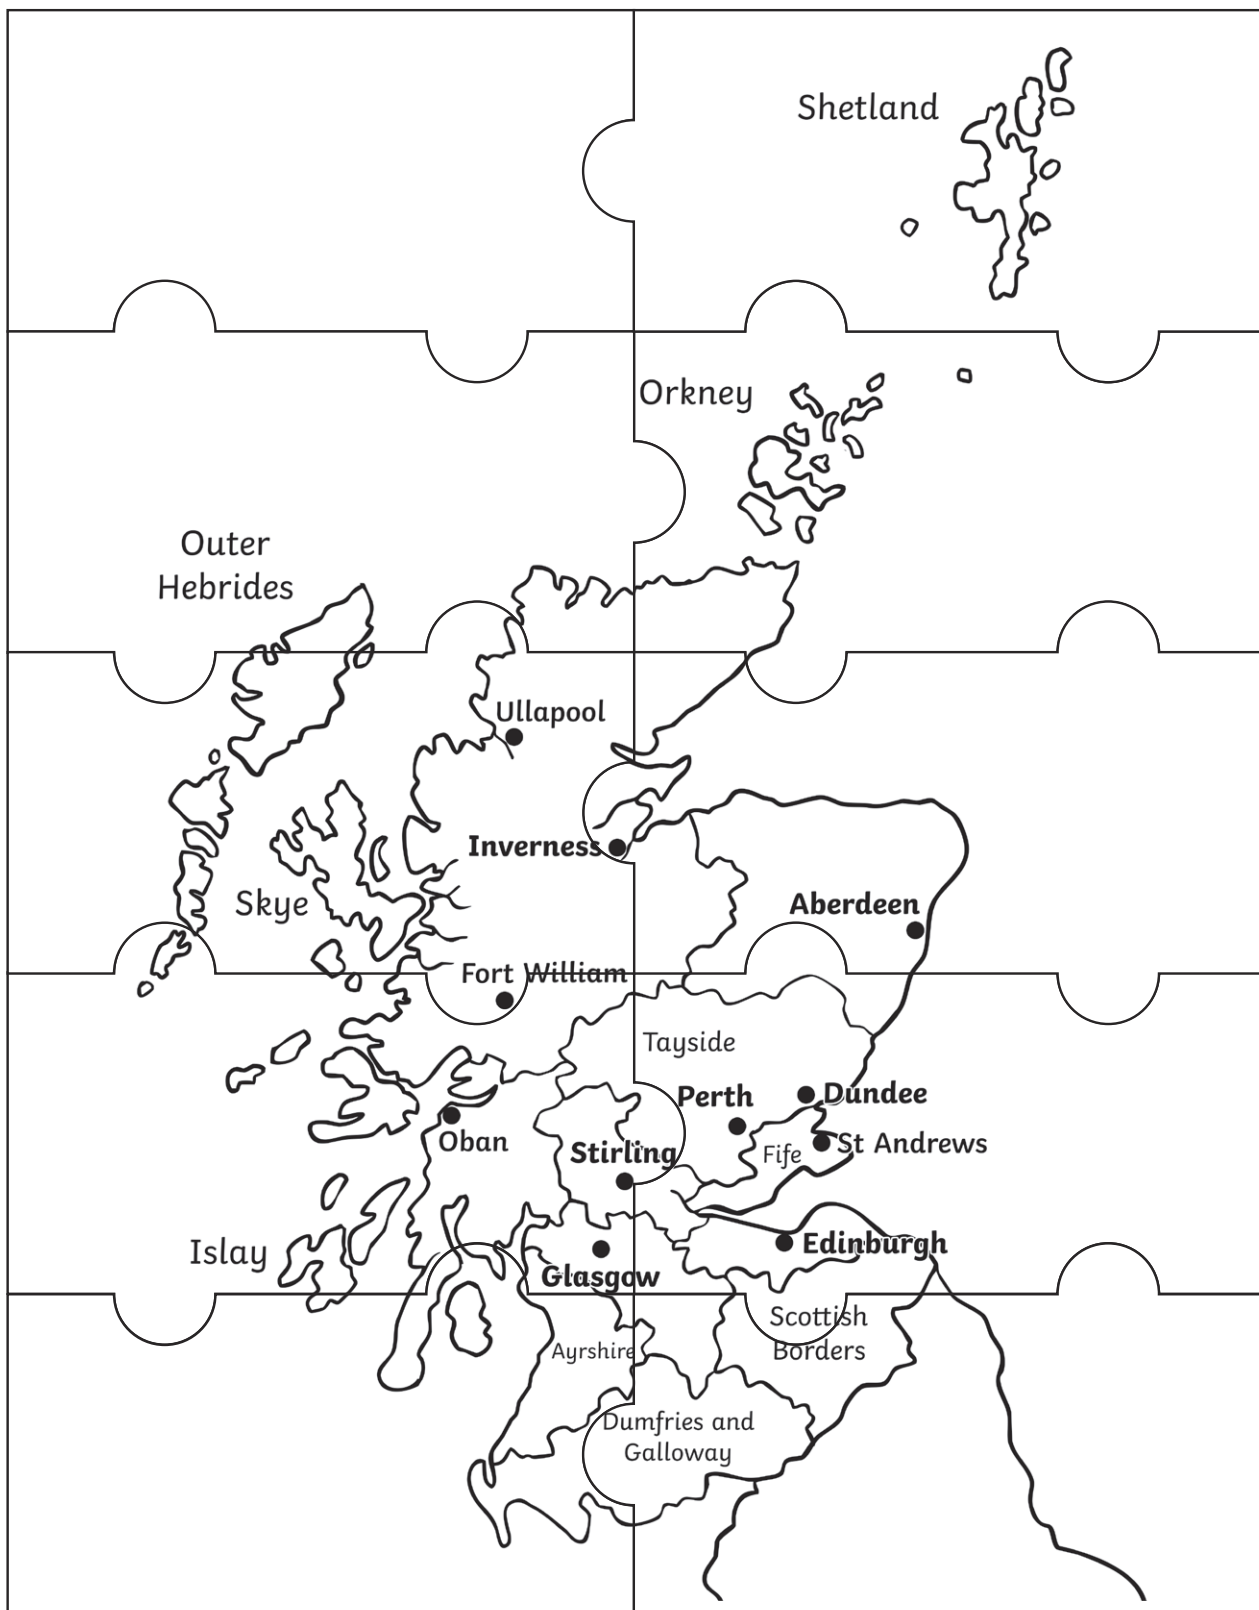 Shetland
Orkney
Outer
Hebrides
Ullapool
Inverness
Skye
Aberdeen
Fort William
Tayside
Perth
Dundee
Oban
Stirling
Fife
St Andrews
Islay
Glasgow
Edinburgh
Scottish
Borders
Ayrshire
Dumfries and
Galloway